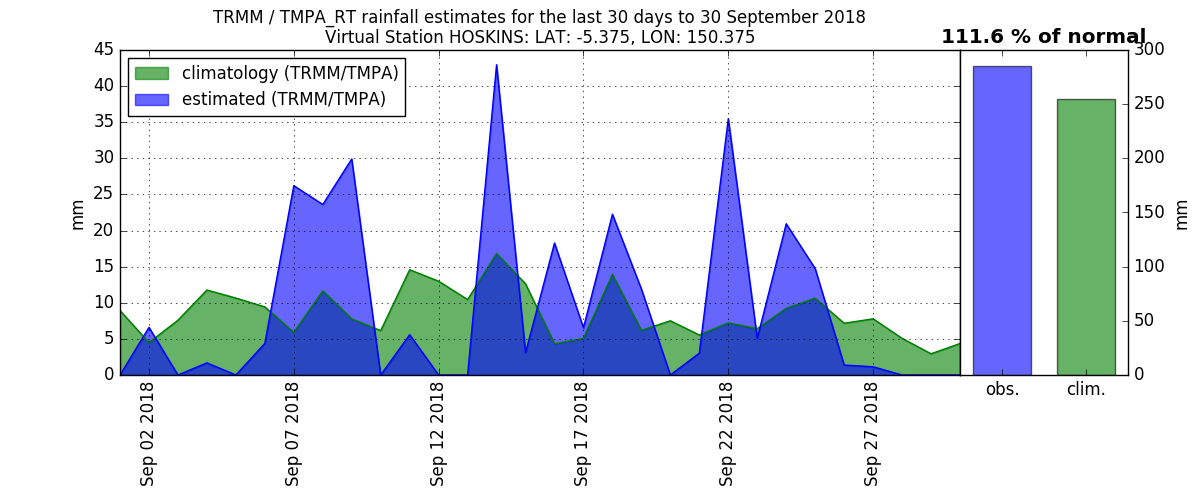 TRMM / TMPA_RT rainfall estimates for the last 30 days to 30 September 2018
Virtual Station HOSKINS: LAT: -5.375, LON: 150.375
111.6 % of normal
climatology (TRMM/TMPA)
estimated (TRMM/TMPA)
mm
45
40
35
30
25
20
15
10
5
0
Sep 02 2018
Sep 07 2018
Sep 12 2018
Sep 17 2018
Sep 22 2018
Sep 27 2018
obs.
clim.
300
250
200
150
100
50
0
mm